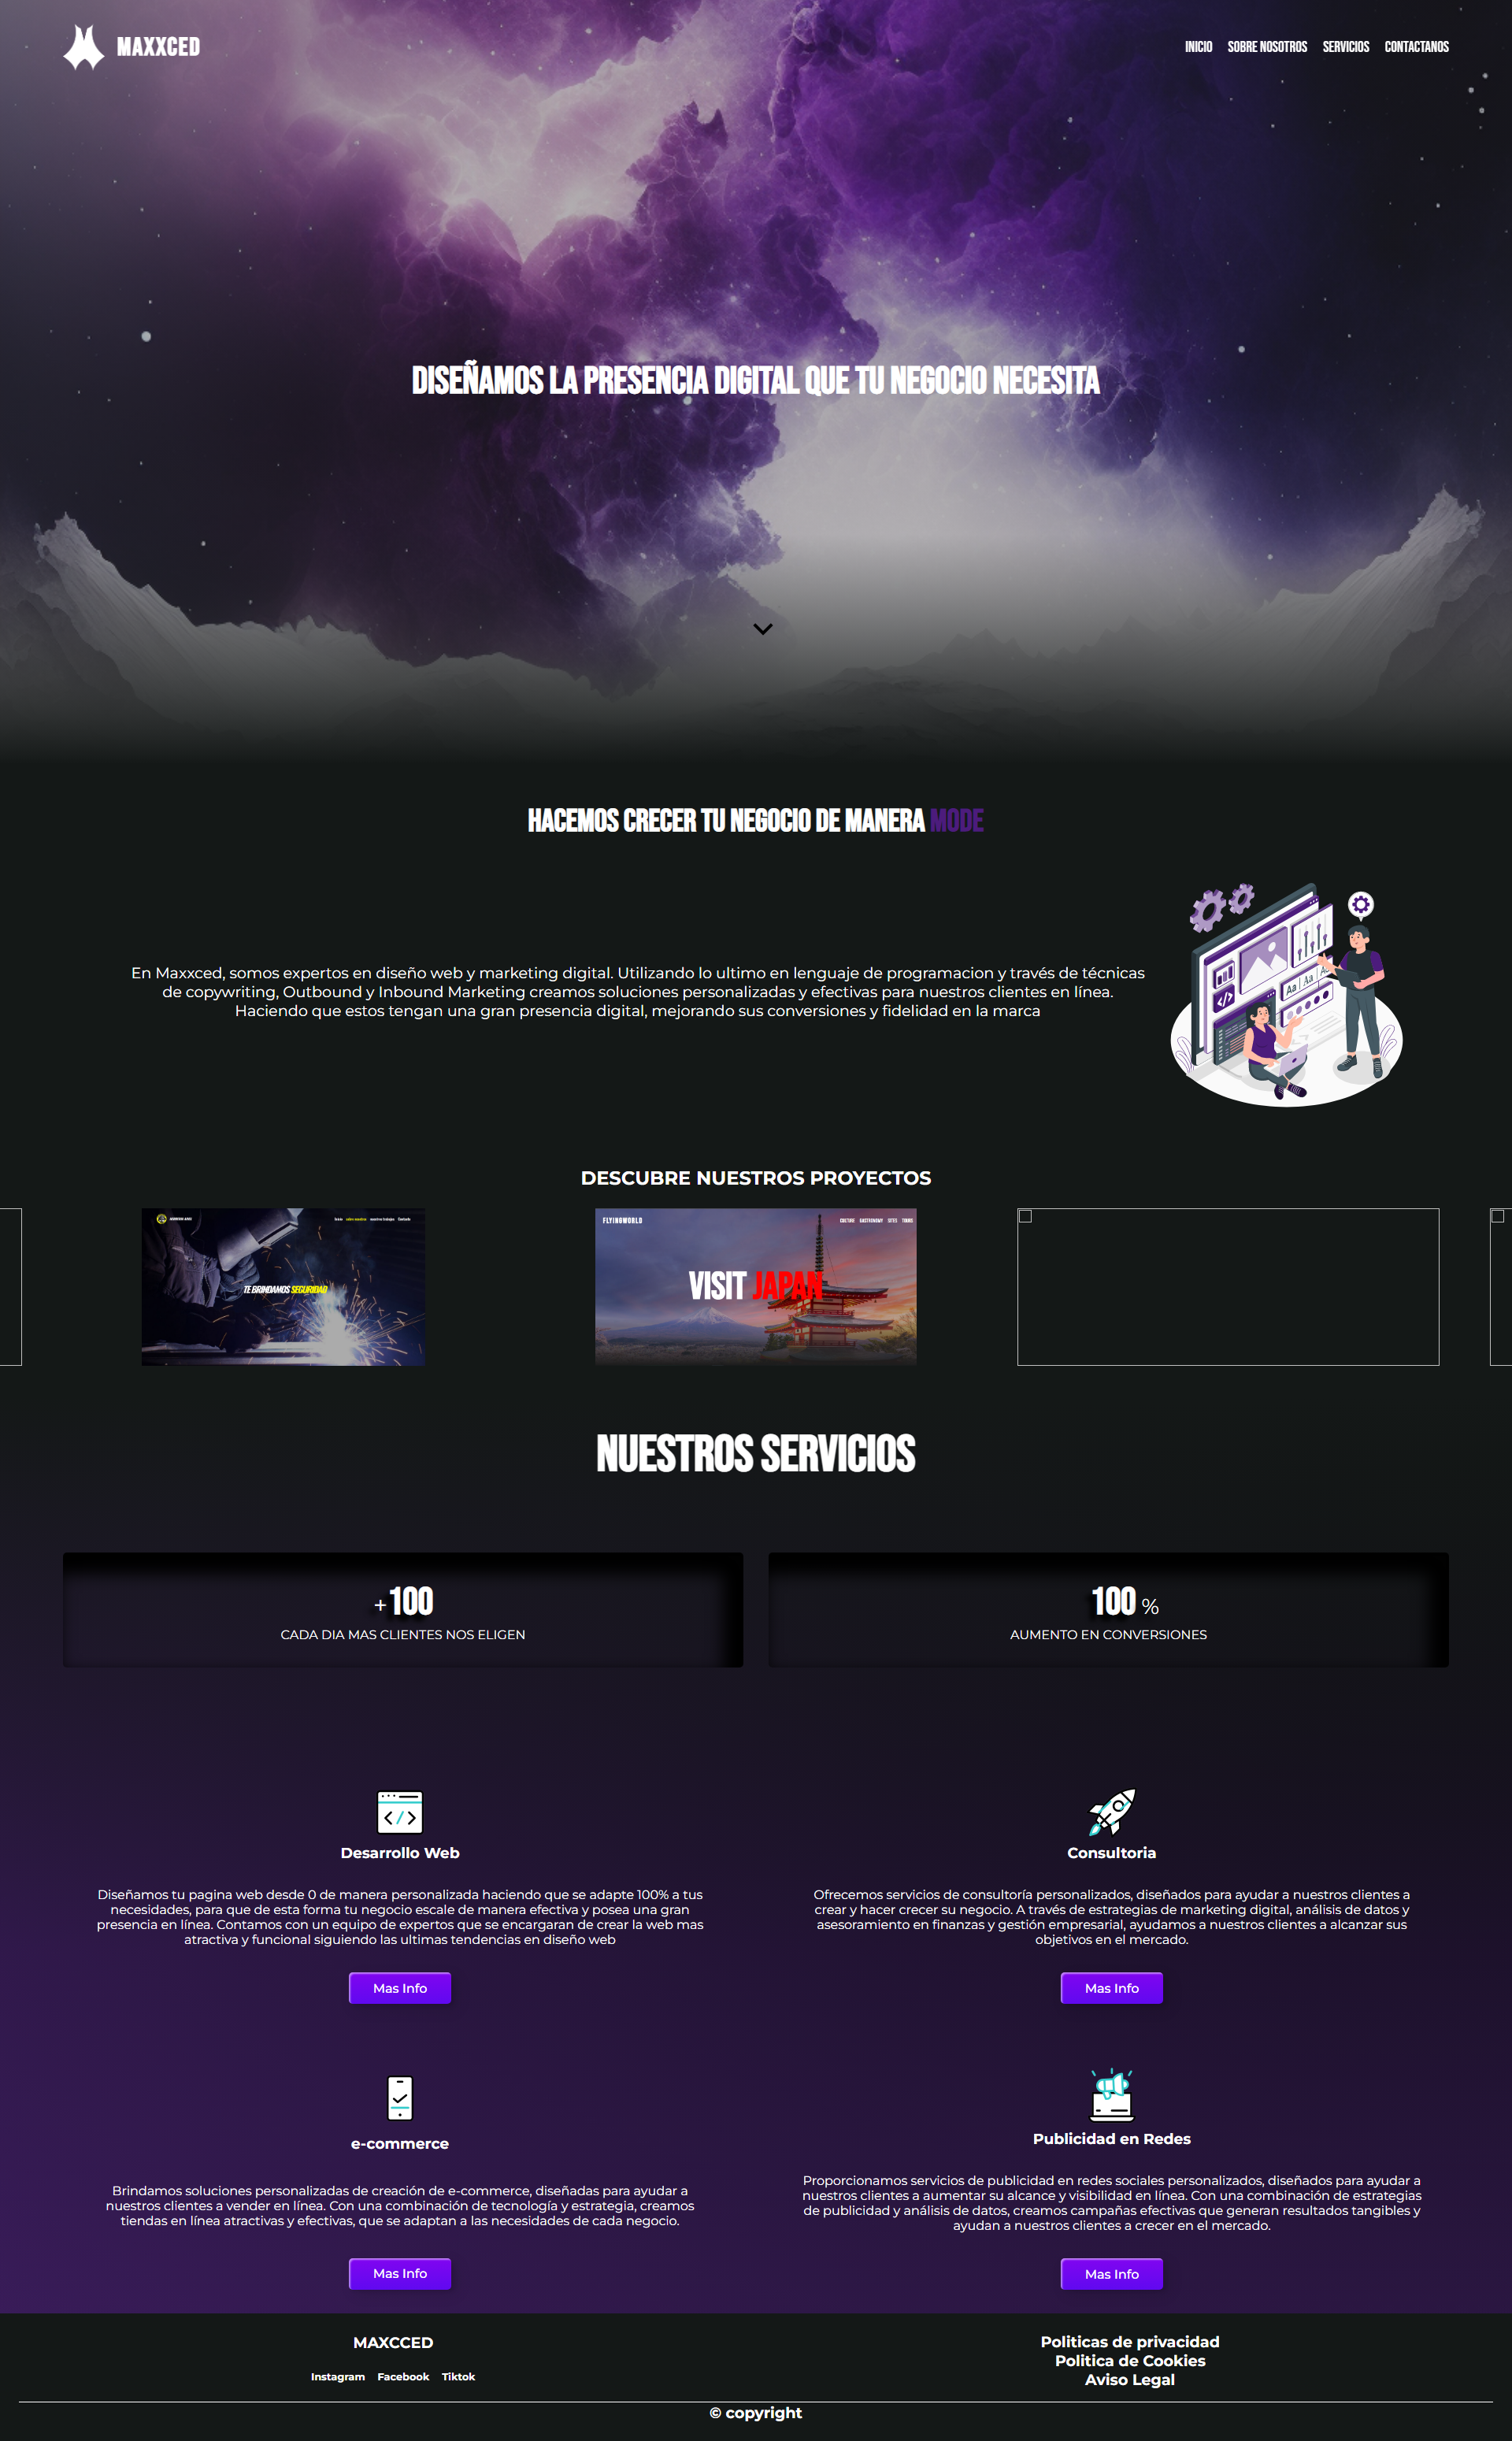 MAXXCED
INICIO SOBRE NOSOTROS SERVICIOS CONTACTANOS
DISEÑAMOS LA PRESENCIA DIGITAL QUE TU NEGOCIO NECESITA
HACEMOS CRECER TU NEGOCIO DE MANERA MODE
En Maxxced, somos expertos en diseño web y marketing digital. Utilizando lo ultimo en lenguaje de programacion y través de técnicas
de copywriting, Outbound y Inbound Marketing creamos soluciones personalizadas y efectivas para nuestros clientes en línea.
Haciendo que estos tengan una gran presencia digital, mejorando sus conversiones y fidelidad en la marca
Aa Aa
DESCUBRE NUESTROS PROYECTOS
Inicio sobre nosotros nuestros trabajos Contacto
TE BRINDAMOS SEGURIDAD
FLYINGWORLD
CULTURE GASTRONOMY SITES TOURS
VISIT JAPAN
NUESTROS SERVICIOS
+100
CADA DIA MAS CLIENTES NOS ELIGEN
100 %
AUMENTO EN CONVERSIONES
Desarrollo Web
Diseñamos tu pagina web desde 0 de manera personalizada haciendo que se adapte 100% a tus
necesidades, para que de esta forma tu negocio escale de manera efectiva y posea una gran
presencia en línea. Contamos con un equipo de expertos que se encargaran de crear la web mas
atractiva y funcional siguiendo las ultimas tendencias en diseño web
Mas Info
Consultoria
Ofrecemos servicios de consultoría personalizados, diseñados para ayudar a nuestros clientes a
crear y hacer crecer su negocio. A través de estrategias de marketing digital, análisis de datos y
asesoramiento en finanzas y gestión empresarial, ayudamos a nuestros clientes a alcanzar sus
objetivos en el mercado.
Mas Info
e-commerce
Brindamos soluciones personalizadas de creación de e-commerce, diseñadas para ayudar a
nuestros clientes a vender en línea. Con una combinación de tecnología y estrategia, creamos
tiendas en línea atractivas y efectivas, que se adaptan a las necesidades de cada negocio.
Mas Info
Publicidad en Redes
Proporcionamos servicios de publicidad en redes sociales personalizados, diseñados para ayudar a
nuestros clientes a aumentar su alcance y visibilidad en línea. Con una combinación de estrategias
de publicidad y análisis de datos, creamos campañas efectivas que generan resultados tangibles y
ayudan a nuestros clientes a crecer en el mercado.
Mas Info
MAXCCED
Instagram Facebook Tiktok
Politicas de privacidad
Politica de Cookies
Aviso Legal
© copyright